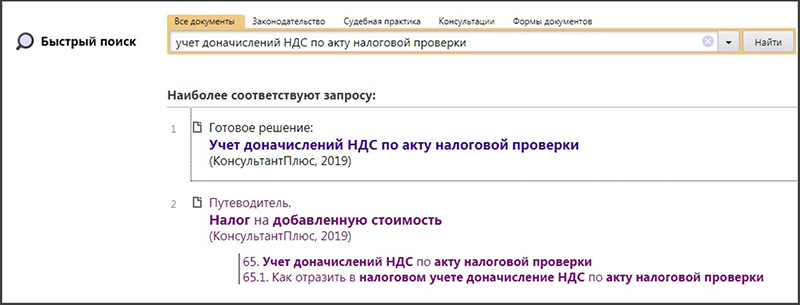 Все документы Законодательство Судебная практика Консультации Формы документов
Быстрый поиск
учет доначислений НДС по акту налоговой проверки Найти
Наиболее соответствуют запросу:
1 Готовое решение:
Учет доначислений НДС по акту налоговой проверки
(КонсультантПлюс, 2019)
2 Путеводитель.
Налог на добавленную стоимость
(КонсультантПлюс, 2019)
65. Учет доначислений НДС по акту налоговой проверки
65.1. Как отразить в налоговом учете доначисление НДС по акту налоговой проверки